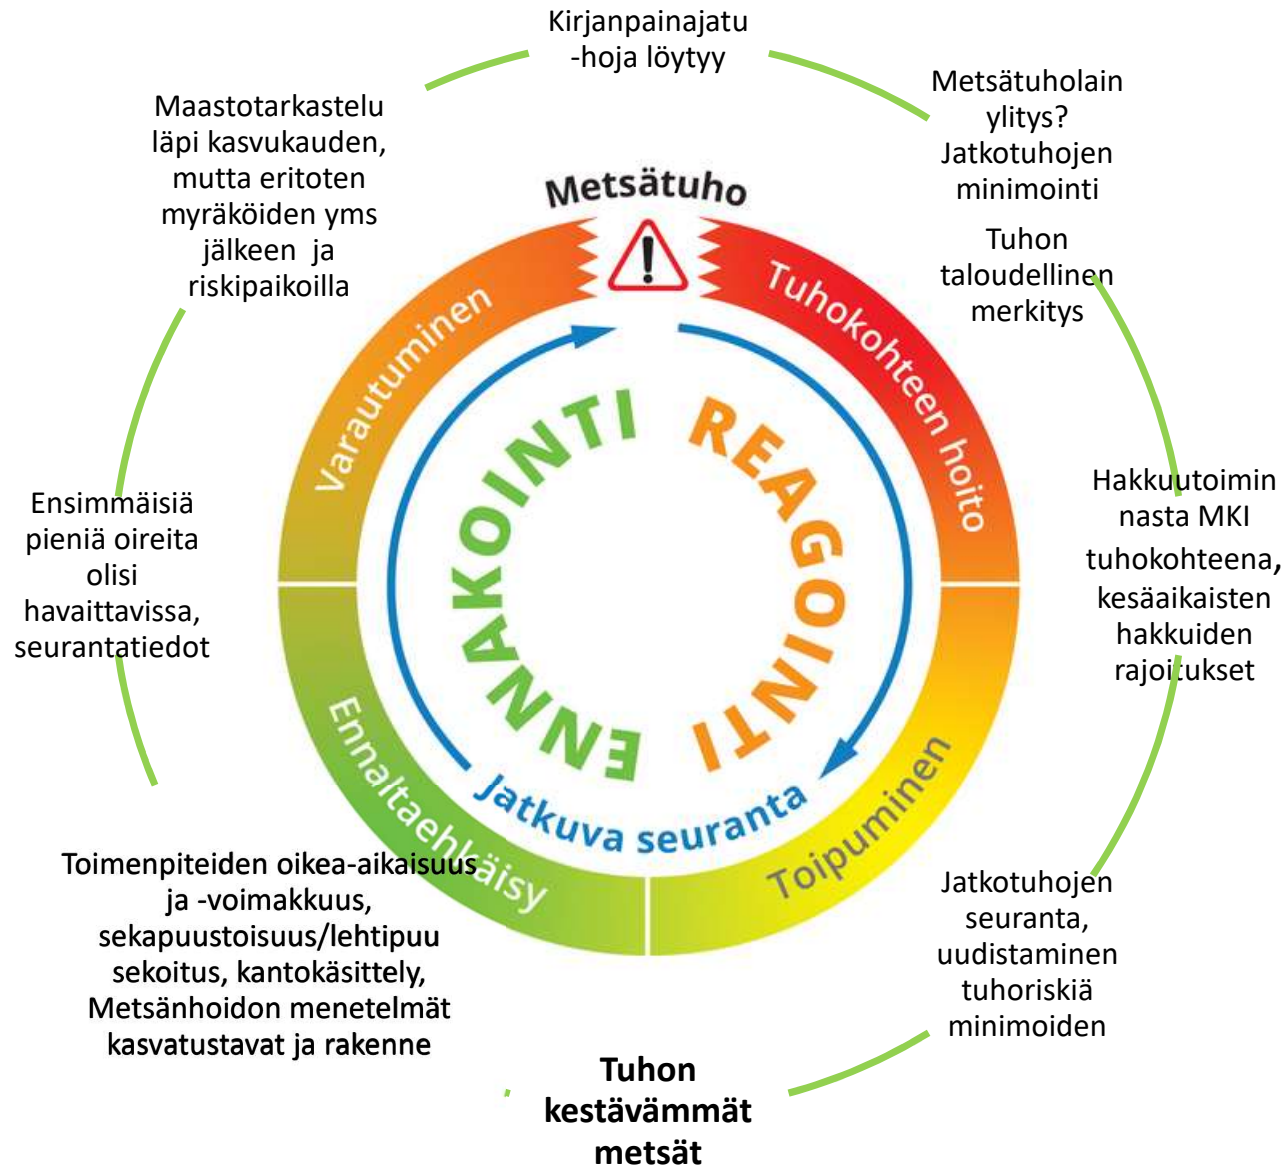 Kirjanpainajatu
-hoja löytyy
Metsätuholain
ylitys?
Jatkotuhojen
minimointi
Tuhon
taloudellinen
merkitys
Hakkuutoimin
nasta MKI
tuhokohteena,
kesäaikaisten
hakkuiden
rajoitukset
Jatkotuhojen
seuranta,
uudistaminen
tuhoriskiä
minimoiden
Tuhon
kestävämmät
metsät
Toimenpiteiden oikea-aikaisuus
ja -voimakkuus,
sekapuustoisuus/lehtipuu
sekoitus, kantokäsittely,
Metsänhoidon menetelmät
kasvatustavat ja rakenne
Ensimmäisiä
pieniä oireita
olisi
havaittavissa,
seurantatiedot
Maastotarkastelu
läpi kasvukauden,
mutta eritoten
myräköiden yms
jälkeen ja
riskipaikoilla
Metsätuho
Tuhokohteen hoito
Toipuminen
Ennaltaehkäisy
Varautuminen
ENNAKOINTI
REAGOINTI
Jatkuva seuranta